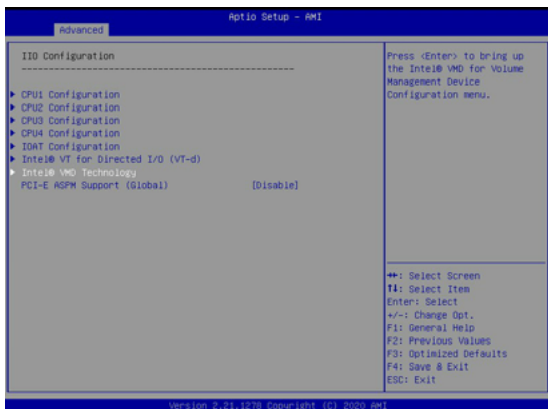 Aptio Setup - AMI
Advanced
IIO Configuration
Press <Enter> to bring up
the Intel® VMD for Volume
Management Device
Configuration menu.
CPU1 Configuration
CPU2 Configuration
CPU3 Configuration
CPU4 Configuration
IOAT Configuration
Intel® VT for Directed I/O (VT-d)
Intel® VMD Technology
PCI-E ASPM Support (Global) [Disable]
↔: Select Screen
↑↓: Select Item
Enter: Select
+/-: Change Opt.
F1: General Help
F2: Previous Values
F3: Optimized Defaults
F4: Save & Exit
ESC: Exit
Version 2.21.1278 Copyright (C) 2020 AMI